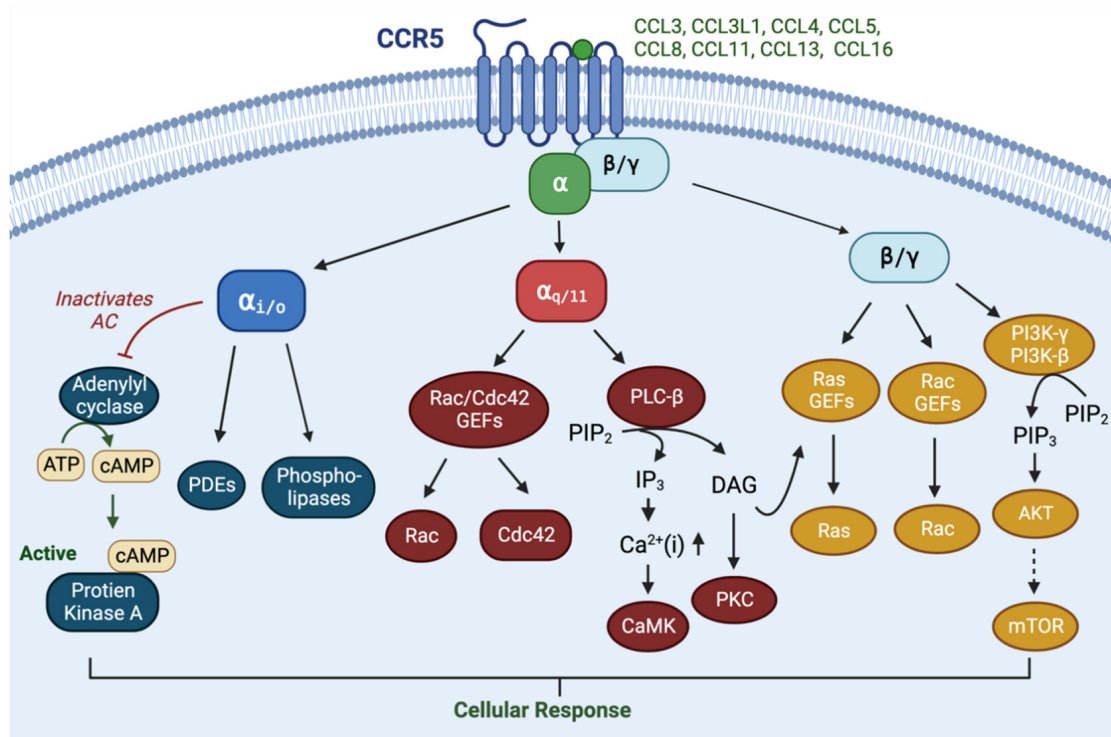 CCR5
CCL3, CCL3L1, CCL4, CCL5,
CCL8, CCL11, CCL13, CCL16
α
β/γ
β/γ
αi/o
αq/11
Inactivates
AC
Adenylyl
cyclase
ATP
cAMP
Active
cAMP
Protien
Kinase A
PDEs
Phospho-
lipases
Rac/Cdc42
GEFs
Rac
Cdc42
PLC-β
PIP₂
IP₃
DAG
Ca²⁺(i)
CaMK
PKC
Ras
GEFs
Ras
Rac
GEFs
Rac
PI3K-γ
PI3K-β
PIP₂
PIP₃
AKT
mTOR
Cellular Response